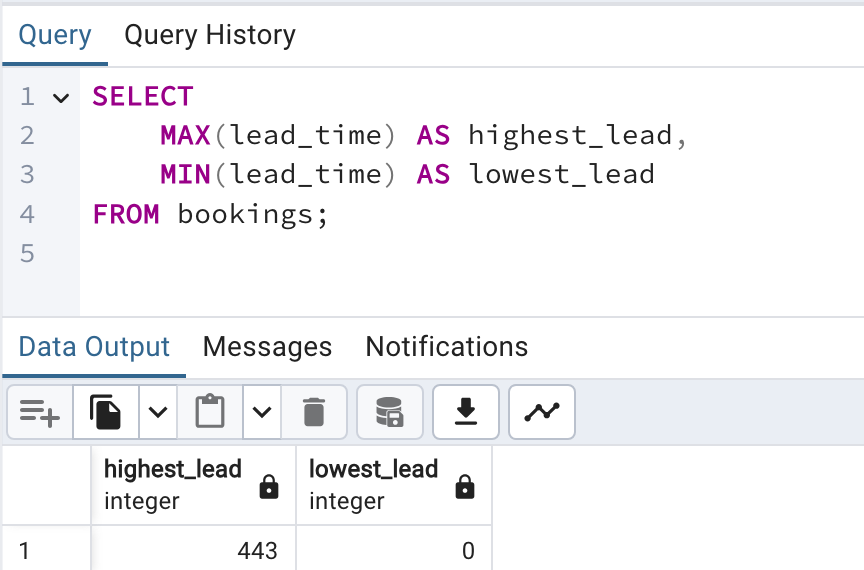 Query Query History
1 SELECT
2 MAX(lead_time) AS highest_lead,
3 MIN(lead_time) AS lowest_lead
4 FROM bookings;
5
Data Output Messages Notifications
highest_lead lowest_lead
integer integer
1 443 0